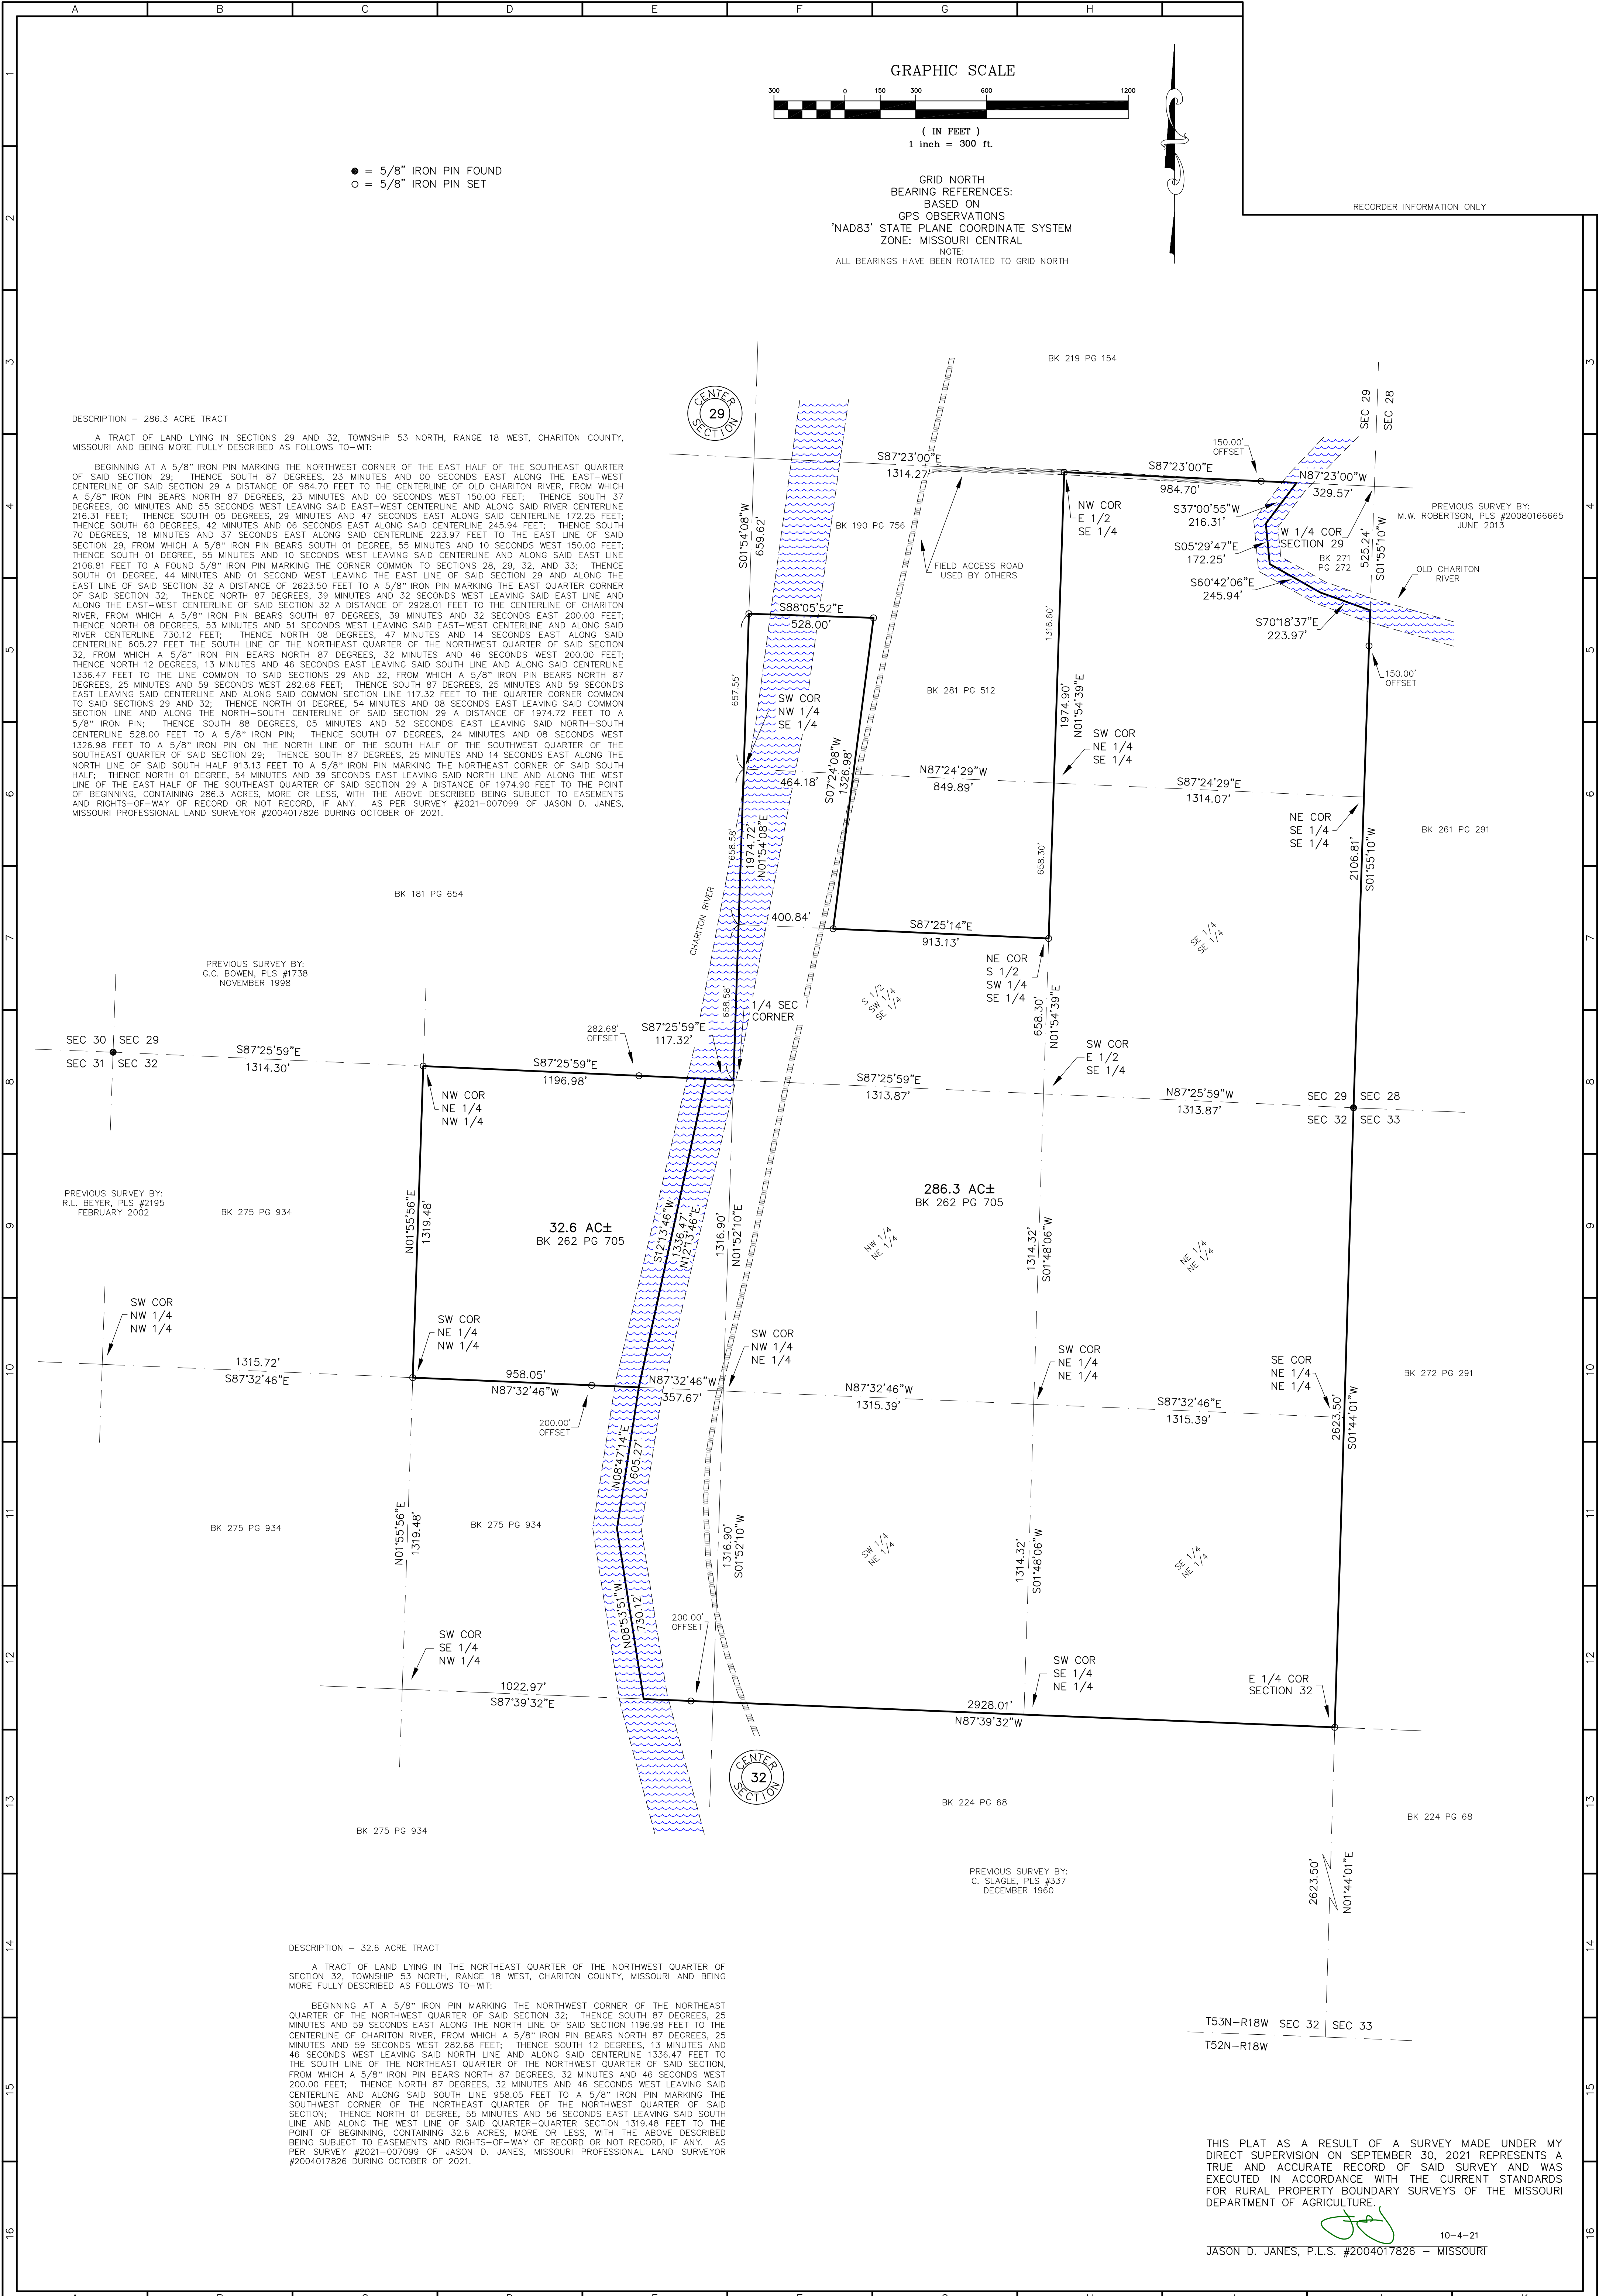 A B C D E F G H
GRAPHIC SCALE
300 0 150 300 600 1200
( IN FEET )
1 inch = 300 ft.
● = 5/8" IRON PIN FOUND
○ = 5/8" IRON PIN SET
GRID NORTH
BEARING REFERENCES:
BASED ON
GPS OBSERVATIONS
'NAD83' STATE PLANE COORDINATE SYSTEM
ZONE: MISSOURI CENTRAL
NOTE:
ALL BEARINGS HAVE BEEN ROTATED TO GRID NORTH
RECORDER INFORMATION ONLY
DESCRIPTION – 286.3 ACRE TRACT
A TRACT OF LAND LYING IN SECTIONS 29 AND 32, TOWNSHIP 53 NORTH, RANGE 18 WEST, CHARITON COUNTY,
MISSOURI AND BEING MORE FULLY DESCRIBED AS FOLLOWS TO–WIT:
BEGINNING AT A 5/8" IRON PIN MARKING THE NORTHWEST CORNER OF THE EAST HALF OF THE SOUTHEAST QUARTER
OF SAID SECTION 29; THENCE SOUTH 87 DEGREES, 23 MINUTES AND 00 SECONDS EAST ALONG THE EAST–WEST
CENTERLINE OF SAID SECTION 29 A DISTANCE OF 984.70 FEET TO THE CENTERLINE OF OLD CHARITON RIVER, FROM WHICH
A 5/8" IRON PIN BEARS NORTH 87 DEGREES, 23 MINUTES AND 00 SECONDS WEST 150.00 FEET; THENCE SOUTH 37
DEGREES, 00 MINUTES AND 55 SECONDS WEST LEAVING SAID EAST–WEST CENTERLINE AND ALONG SAID RIVER CENTERLINE
216.31 FEET; THENCE SOUTH 05 DEGREES, 29 MINUTES AND 47 SECONDS EAST ALONG SAID CENTERLINE 172.25 FEET;
THENCE SOUTH 60 DEGREES, 42 MINUTES AND 06 SECONDS EAST ALONG SAID CENTERLINE 245.94 FEET; THENCE SOUTH
70 DEGREES, 18 MINUTES AND 37 SECONDS EAST ALONG SAID CENTERLINE 223.97 FEET TO THE EAST LINE OF SAID
SECTION 29, FROM WHICH A 5/8" IRON PIN BEARS SOUTH 01 DEGREE, 55 MINUTES AND 10 SECONDS WEST 150.00 FEET;
THENCE SOUTH 01 DEGREE, 55 MINUTES AND 10 SECONDS WEST LEAVING SAID CENTERLINE AND ALONG SAID EAST LINE
2106.81 FEET TO A FOUND 5/8" IRON PIN MARKING THE CORNER COMMON TO SECTIONS 28, 29, 32, AND 33; THENCE
SOUTH 01 DEGREE, 44 MINUTES AND 01 SECOND WEST LEAVING THE EAST LINE OF SAID SECTION 29 AND ALONG THE
EAST LINE OF SAID SECTION 32 A DISTANCE OF 2623.50 FEET TO A 5/8" IRON PIN MARKING THE EAST QUARTER CORNER
OF SAID SECTION 32; THENCE NORTH 87 DEGREES, 39 MINUTES AND 32 SECONDS WEST LEAVING SAID EAST LINE AND
ALONG THE EAST–WEST CENTERLINE OF SAID SECTION 32 A DISTANCE OF 2928.01 FEET TO THE CENTERLINE OF CHARITON
RIVER, FROM WHICH A 5/8" IRON PIN BEARS SOUTH 87 DEGREES, 39 MINUTES AND 32 SECONDS EAST 200.00 FEET;
THENCE NORTH 08 DEGREES, 53 MINUTES AND 51 SECONDS WEST LEAVING SAID EAST–WEST CENTERLINE AND ALONG SAID
RIVER CENTERLINE 730.12 FEET; THENCE NORTH 08 DEGREES, 47 MINUTES AND 14 SECONDS EAST ALONG SAID
CENTERLINE 605.27 FEET THE SOUTH LINE OF THE NORTHEAST QUARTER OF THE NORTHWEST QUARTER OF SAID SECTION
32, FROM WHICH A 5/8" IRON PIN BEARS NORTH 87 DEGREES, 32 MINUTES AND 46 SECONDS WEST 200.00 FEET;
THENCE NORTH 12 DEGREES, 13 MINUTES AND 46 SECONDS EAST LEAVING SAID SOUTH LINE AND ALONG SAID CENTERLINE
1336.47 FEET TO THE LINE COMMON TO SAID SECTIONS 29 AND 32, FROM WHICH A 5/8" IRON PIN BEARS NORTH 87
DEGREES, 25 MINUTES AND 59 SECONDS WEST 282.68 FEET; THENCE SOUTH 87 DEGREES, 25 MINUTES AND 59 SECONDS
EAST LEAVING SAID CENTERLINE AND ALONG SAID COMMON SECTION LINE 117.32 FEET TO THE QUARTER CORNER COMMON
TO SAID SECTIONS 29 AND 32; THENCE NORTH 01 DEGREE, 54 MINUTES AND 08 SECONDS EAST LEAVING SAID COMMON
SECTION LINE AND ALONG THE NORTH–SOUTH CENTERLINE OF SAID SECTION 29 A DISTANCE OF 1974.72 FEET TO A
5/8" IRON PIN; THENCE SOUTH 88 DEGREES, 05 MINUTES AND 52 SECONDS EAST LEAVING SAID NORTH–SOUTH
CENTERLINE 528.00 FEET TO A 5/8" IRON PIN; THENCE SOUTH 07 DEGREES, 24 MINUTES AND 08 SECONDS WEST
1326.98 FEET TO A 5/8" IRON PIN ON THE NORTH LINE OF THE SOUTH HALF OF THE SOUTHWEST QUARTER OF THE
SOUTHEAST QUARTER OF SAID SECTION 29; THENCE SOUTH 87 DEGREES, 25 MINUTES AND 14 SECONDS EAST ALONG THE
NORTH LINE OF SAID SOUTH HALF 913.13 FEET TO A 5/8" IRON PIN MARKING THE NORTHEAST CORNER OF SAID SOUTH
HALF; THENCE NORTH 01 DEGREE, 54 MINUTES AND 39 SECONDS EAST LEAVING SAID NORTH LINE AND ALONG THE WEST
LINE OF THE EAST HALF OF THE SOUTHEAST QUARTER OF SAID SECTION 29 A DISTANCE OF 1974.90 FEET TO THE POINT
OF BEGINNING, CONTAINING 286.3 ACRES, MORE OR LESS, WITH THE ABOVE DESCRIBED BEING SUBJECT TO EASEMENTS
AND RIGHTS–OF–WAY OF RECORD OR NOT RECORD, IF ANY. AS PER SURVEY #2021–007099 OF JASON D. JANES,
MISSOURI PROFESSIONAL LAND SURVEYOR #2004017826 DURING OCTOBER OF 2021.
CENTER
29
SECTION
BK 219 PG 154
SEC 29
SEC 28
S87°23'00"E
1314.27'
S87°23'00"E
984.70'
150.00'
OFFSET
N87°23'00"W
329.57'
S01°54'08"W
659.62'
BK 190 PG 756
NW COR
E 1/2
SE 1/4
S37°00'55"W
216.31'
S05°29'47"E
172.25'
W 1/4 COR
SECTION 29
BK 271
PG 272
525.24'
S01°55'10"W
PREVIOUS SURVEY BY:
M.W. ROBERTSON, PLS #20080166665
JUNE 2013
FIELD ACCESS ROAD
USED BY OTHERS
S60°42'06"E
245.94'
OLD CHARITON
RIVER
S88°05'52"E
528.00'
1316.60'
S70°18'37"E
223.97'
150.00'
OFFSET
657.55'
SW COR
NW 1/4
SE 1/4
BK 281 PG 512
1974.90'
N01°54'39"E
SW COR
NE 1/4
SE 1/4
464.18'
S07°24'08"W
1326.98'
N87°24'29"W
849.89'
S87°24'29"E
1314.07'
658.58'
1974.72'
N01°54'08"E
658.30'
NE COR
SE 1/4
SE 1/4
BK 261 PG 291
2106.81'
S01°55'10"W
BK 181 PG 654
CHARITON RIVER
400.84'
S87°25'14"E
913.13'
SE 1/4
SE 1/4
PREVIOUS SURVEY BY:
G.C. BOWEN, PLS #1738
NOVEMBER 1998
NE COR
S 1/2
SW 1/4
SE 1/4
S 1/2
SW 1/4
SE 1/4
658.58'
1/4 SEC
CORNER
658.30'
N01°54'39"E
282.68'
OFFSET
S87°25'59"E
117.32'
SEC 30 SEC 29
SEC 31 SEC 32
S87°25'59"E
1314.30'
S87°25'59"E
1196.98'
S87°25'59"E
1313.87'
SW COR
E 1/2
SE 1/4
N87°25'59"W
1313.87'
SEC 29 SEC 28
SEC 32 SEC 33
NW COR
NE 1/4
NW 1/4
PREVIOUS SURVEY BY:
R.L. BEYER, PLS #2195
FEBRUARY 2002
BK 275 PG 934
N01°55'56"E
1319.48'
32.6 AC±
BK 262 PG 705
S12°13'46"W
1336.47'
N12°13'46"E
1316.90'
N01°52'10"E
286.3 AC±
BK 262 PG 705
NW 1/4
NE 1/4
1314.32'
S01°48'06"W
NE 1/4
NE 1/4
SW COR
NW 1/4
NW 1/4
SW COR
NE 1/4
NW 1/4
SW COR
NW 1/4
NE 1/4
SW COR
NE 1/4
NE 1/4
SE COR
NE 1/4
NE 1/4
BK 272 PG 291
1315.72'
S87°32'46"E
958.05'
N87°32'46"W
N87°32'46"W
357.67'
N87°32'46"W
1315.39'
S87°32'46"E
1315.39'
200.00'
OFFSET
2623.50'
S01°44'01"W
N08°47'14"E
605.27'
BK 275 PG 934
N01°55'56"E
1319.48'
BK 275 PG 934
1316.90'
S01°52'10"W
SW 1/4
NE 1/4
1314.32'
S01°48'06"W
SE 1/4
NE 1/4
N08°53'51"W
730.12'
200.00'
OFFSET
SW COR
SE 1/4
NW 1/4
SW COR
SE 1/4
NE 1/4
E 1/4 COR
SECTION 32
1022.97'
S87°39'32"E
2928.01'
N87°39'32"W
CENTER
32
SECTION
BK 224 PG 68
BK 224 PG 68
BK 275 PG 934
PREVIOUS SURVEY BY:
C. SLAGLE, PLS #337
DECEMBER 1960
2623.50'
N01°44'01"E
DESCRIPTION – 32.6 ACRE TRACT
A TRACT OF LAND LYING IN THE NORTHEAST QUARTER OF THE NORTHWEST QUARTER OF
SECTION 32, TOWNSHIP 53 NORTH, RANGE 18 WEST, CHARITON COUNTY, MISSOURI AND BEING
MORE FULLY DESCRIBED AS FOLLOWS TO–WIT:
BEGINNING AT A 5/8" IRON PIN MARKING THE NORTHWEST CORNER OF THE NORTHEAST
QUARTER OF THE NORTHWEST QUARTER OF SAID SECTION 32; THENCE SOUTH 87 DEGREES, 25
MINUTES AND 59 SECONDS EAST ALONG THE NORTH LINE OF SAID SECTION 1196.98 FEET TO THE
CENTERLINE OF CHARITON RIVER, FROM WHICH A 5/8" IRON PIN BEARS NORTH 87 DEGREES, 25
MINUTES AND 59 SECONDS WEST 282.68 FEET; THENCE SOUTH 12 DEGREES, 13 MINUTES AND
46 SECONDS WEST LEAVING SAID NORTH LINE AND ALONG SAID CENTERLINE 1336.47 FEET TO
THE SOUTH LINE OF THE NORTHEAST QUARTER OF THE NORTHWEST QUARTER OF SAID SECTION,
FROM WHICH A 5/8" IRON PIN BEARS NORTH 87 DEGREES, 32 MINUTES AND 46 SECONDS WEST
200.00 FEET; THENCE NORTH 87 DEGREES, 32 MINUTES AND 46 SECONDS WEST LEAVING SAID
CENTERLINE AND ALONG SAID SOUTH LINE 958.05 FEET TO A 5/8" IRON PIN MARKING THE
SOUTHWEST CORNER OF THE NORTHEAST QUARTER OF THE NORTHWEST QUARTER OF SAID
SECTION; THENCE NORTH 01 DEGREE, 55 MINUTES AND 56 SECONDS EAST LEAVING SAID SOUTH
LINE AND ALONG THE WEST LINE OF SAID QUARTER–QUARTER SECTION 1319.48 FEET TO THE
POINT OF BEGINNING, CONTAINING 32.6 ACRES, MORE OR LESS, WITH THE ABOVE DESCRIBED
BEING SUBJECT TO EASEMENTS AND RIGHTS–OF–WAY OF RECORD OR NOT RECORD, IF ANY. AS
PER SURVEY #2021–007099 OF JASON D. JANES, MISSOURI PROFESSIONAL LAND SURVEYOR
#2004017826 DURING OCTOBER OF 2021.
T53N–R18W SEC 32 SEC 33
T52N–R18W
THIS PLAT AS A RESULT OF A SURVEY MADE UNDER MY
DIRECT SUPERVISION ON SEPTEMBER 30, 2021 REPRESENTS A
TRUE AND ACCURATE RECORD OF SAID SURVEY AND WAS
EXECUTED IN ACCORDANCE WITH THE CURRENT STANDARDS
FOR RURAL PROPERTY BOUNDARY SURVEYS OF THE MISSOURI
DEPARTMENT OF AGRICULTURE.
10–4–21
JASON D. JANES, P.L.S. #2004017826 – MISSOURI
1
2
3
4
5
6
7
8
9
10
11
12
13
14
15
16
3
4
5
6
7
8
9
10
11
12
13
14
15
16